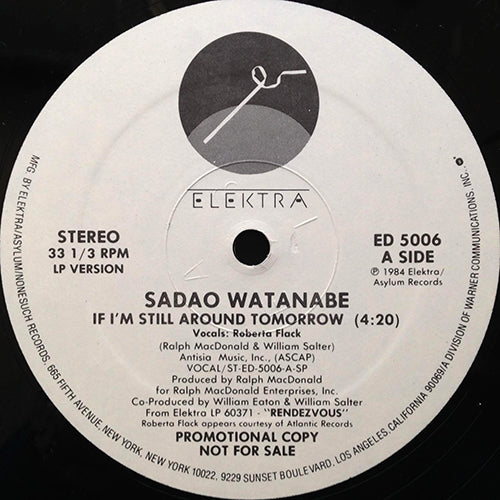 ELEKTRA
STEREO
33 1/3 RPM
LP VERSION
ED 5006
A SIDE
℗ 1984 Elektra/
Asylum Records
SADAO WATANABE
IF I'M STILL AROUND TOMORROW (4:20)
Vocals: Roberta Flack
(Ralph MacDonald & William Salter)
Antisia Music, Inc., (ASCAP)
VOCAL/ST-ED-5006-A-SP
Produced by Ralph MacDonald
for Ralph MacDonald Enterprises, Inc.
Co-Produced by William Eaton & William Salter
From Elektra LP 60371 - "RENDEZVOUS"
Roberta Flack appears courtesy of Atlantic Records
PROMOTIONAL COPY
NOT FOR SALE
MFG. BY ELEKTRA/ASYLUM/NONESUCH RECORDS, 665 FIFTH AVENUE, NEW YORK, NEW YORK 10022, 9229 SUNSET BOULEVARD, LOS ANGELES, CALIFORNIA 90069/A DIVISION OF WARNER COMMUNICATIONS, INC.